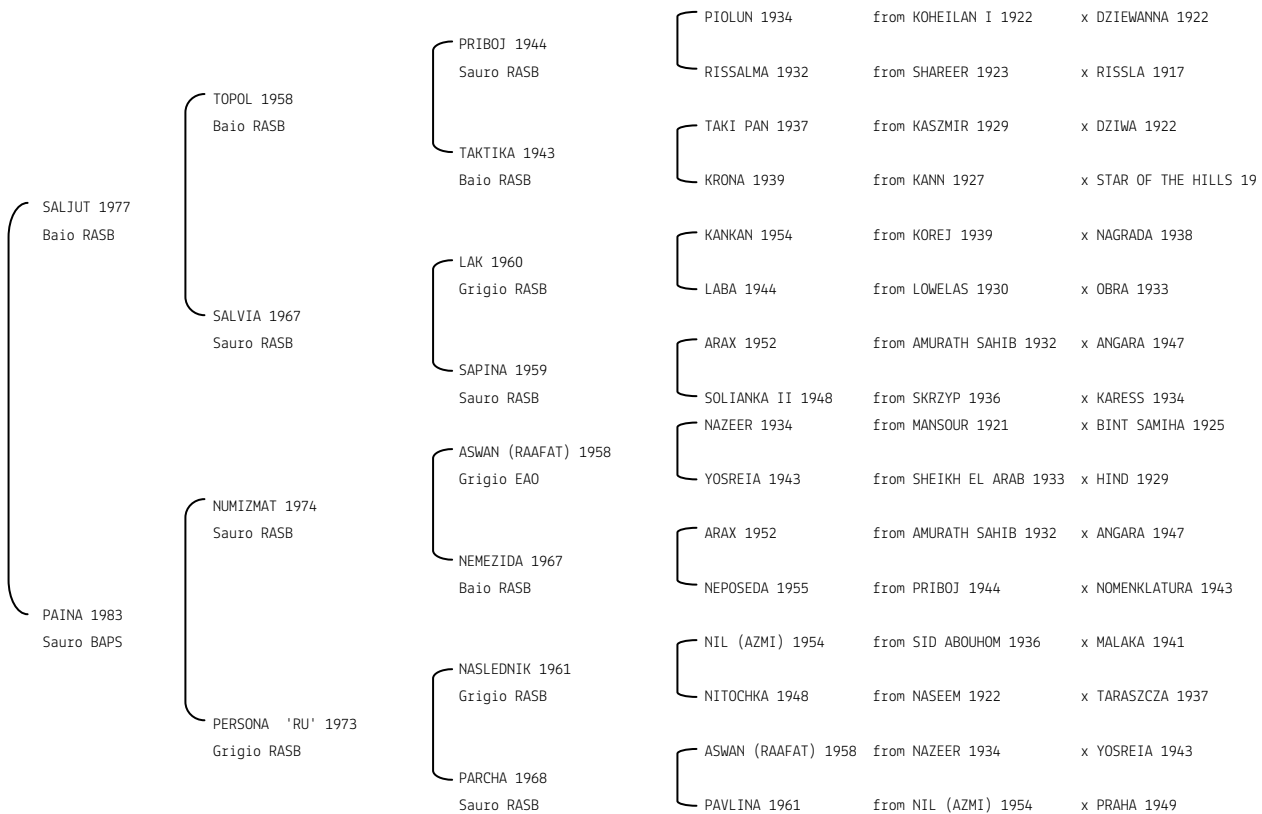 PIOLUN 1934 from KOHEILAN I 1922 x DZIEWANNA 1922
PRIBOJ 1944
Sauro RASB RISSALMA 1932 from SHAREER 1923 x RISSLA 1917
TOPOL 1958
Baio RASB TAKI PAN 1937 from KASZMIR 1929 x DZIWA 1922
TAKTIKA 1943
Baio RASB KRONA 1939 from KANN 1927 x STAR OF THE HILLS 19
SALJUT 1977
Baio RASB KANKAN 1954 from KOREJ 1939 x NAGRADA 1938
LAK 1960
Grigio RASB LABA 1944 from LOWELAS 1930 x OBRA 1933
SALVIA 1967
Sauro RASB ARAX 1952 from AMURATH SAHIB 1932 x ANGARA 1947
SAPINA 1959
Sauro RASB SOLIANKA II 1948 from SKRZYP 1936 x KARESS 1934
NAZEER 1934 from MANSOUR 1921 x BINT SAMIHA 1925
ASWAN (RAAFAT) 1958
Grigio EAO YOSREIA 1943 from SHEIKH EL ARAB 1933 x HIND 1929
NUMIZMAT 1974
Sauro RASB ARAX 1952 from AMURATH SAHIB 1932 x ANGARA 1947
NEMEZIDA 1967
Baio RASB NEPOSEDA 1955 from PRIBOJ 1944 x NOMENKLATURA 1943
PAINA 1983
Sauro BAPS NIL (AZMI) 1954 from SID ABOUHOM 1936 x MALAKA 1941
NASLEDNIK 1961
Grigio RASB NITOCHKA 1948 from NASEEM 1922 x TARASZCZA 1937
PERSONA 'RU' 1973
Grigio RASB ASWAN (RAAFAT) 1958 from NAZEER 1934 x YOSREIA 1943
PARCHA 1968
Sauro RASB PAVLINA 1961 from NIL (AZMI) 1954 x PRAHA 1949